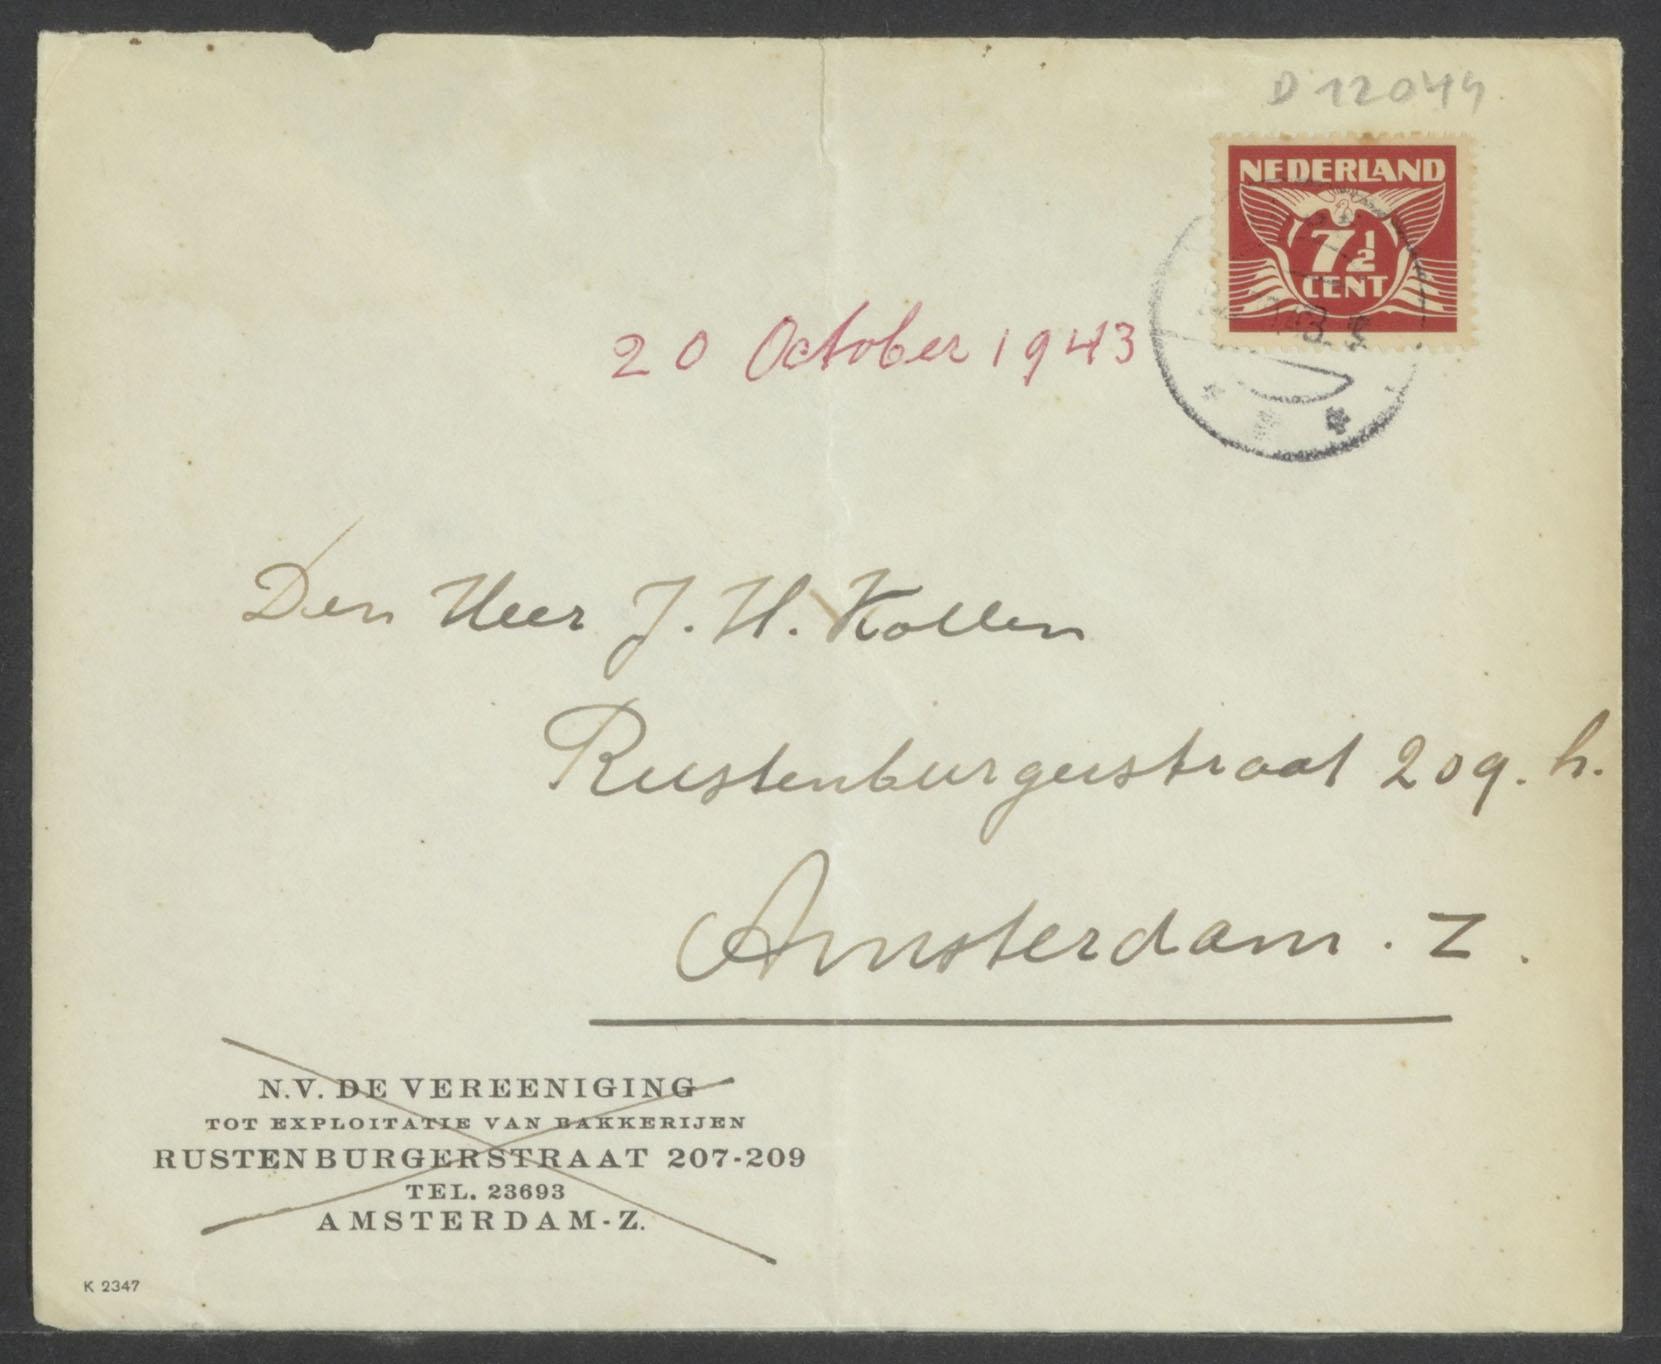 D 12044
NEDERLAND
7½
CENT
20 October 1943
Den Heer J. H. Kollen
Rustenburgerstraat 209. h.
Amsterdam. Z.
N.V. DE VEREENIGING
TOT EXPLOITATIE VAN BAKKERIJEN
RUSTENBURGERSTRAAT 207-209
TEL. 23693
AMSTERDAM-Z.
K 2347